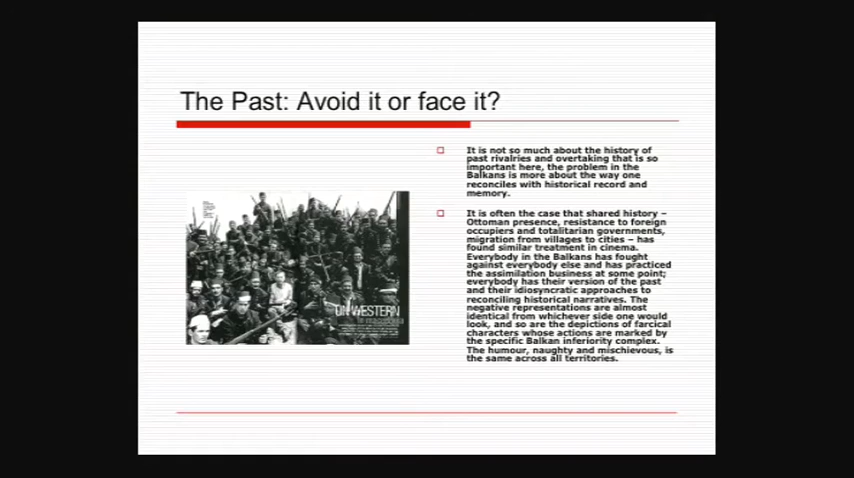 The Past: Avoid it or face it?
It is not so much about the history of
past rivalries and overtaking that is so
important here, the problem in the
Balkans is more about the way one
reconciles with historical record and
memory.
It is often the case that shared history –
Ottoman presence, resistance to foreign
occupiers and totalitarian governments,
migration from villages to cities – has
found similar treatment in cinema.
Everybody in the Balkans has fought
against everybody else and has practiced
the assimilation business at some point;
everybody has their version of the past
and their idiosyncratic approaches to
reconciling historical narratives. The
negative representations are almost
identical from whichever side one would
look, and so are the depictions of farcical
characters whose actions are marked by
the specific Balkan inferiority complex.
The humour, naughty and mischievous, is
the same across all territories.
ON WESTERN